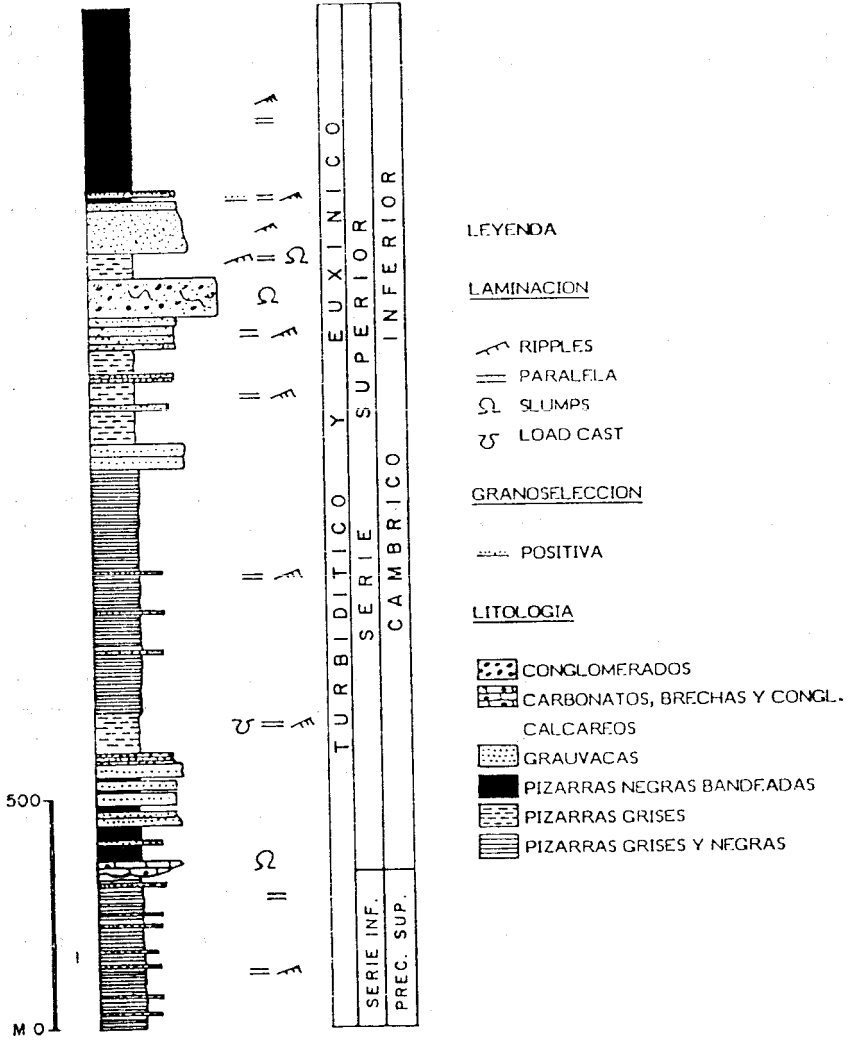 TURBIDITICO Y EUXINICO
SERIE SUPERIOR
CAMBRICO INFERIOR
SERIE INF.
PREC. SUP.
500
M 0
LEYENDA
LAMINACION
RIPPLES
PARALELA
SLUMPS
LOAD CAST
GRANOSELECCION
POSITIVA
LITOLOGIA
CONGLOMERADOS
CARBONATOS, BRECHAS Y CONGL.
CALCAREOS
GRAUVACAS
PIZARRAS NEGRAS BANDEADAS
PIZARRAS GRISES
PIZARRAS GRISES Y NEGRAS